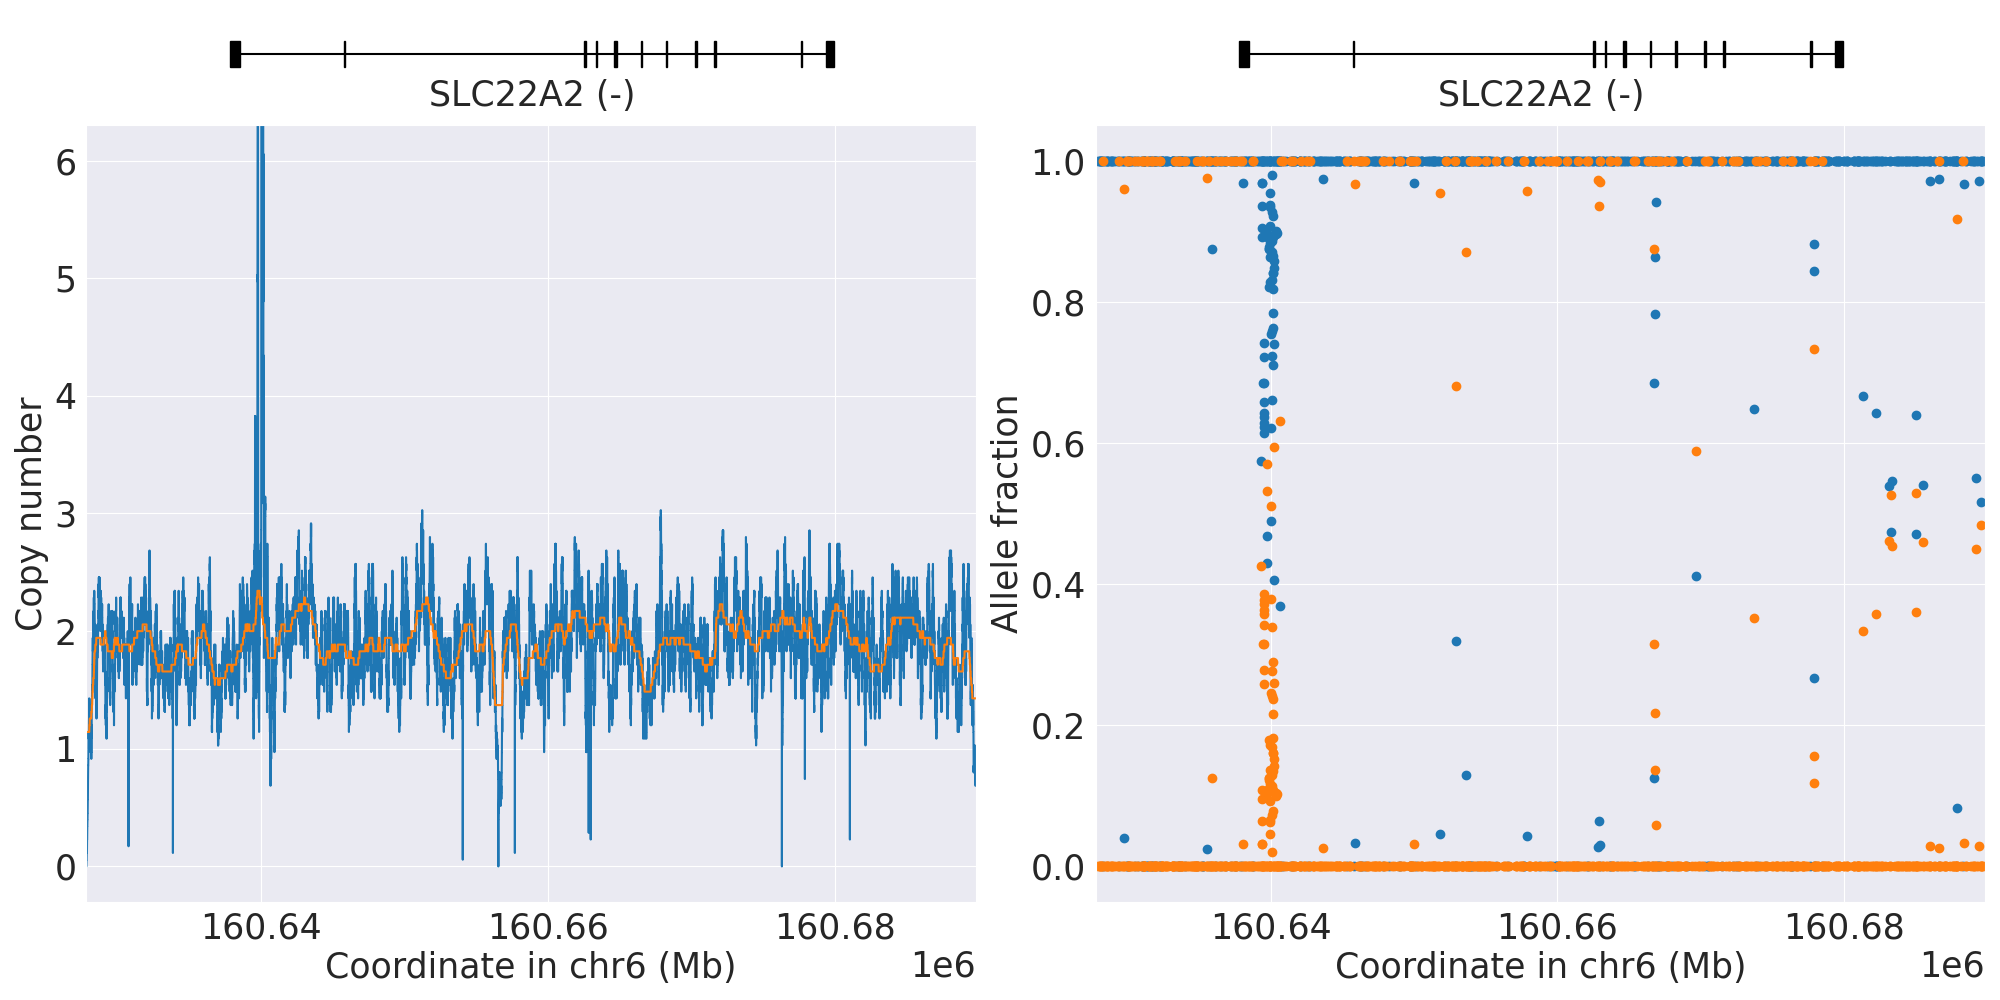 SLC22A2 (-)
6
5
4
3
2
1
0
Copy number
160.64
160.66
160.68
Coordinate in chr6 (Mb)
1e6
SLC22A2 (-)
1.0
0.8
0.6
0.4
0.2
0.0
Allele fraction
160.64
160.66
160.68
Coordinate in chr6 (Mb)
1e6